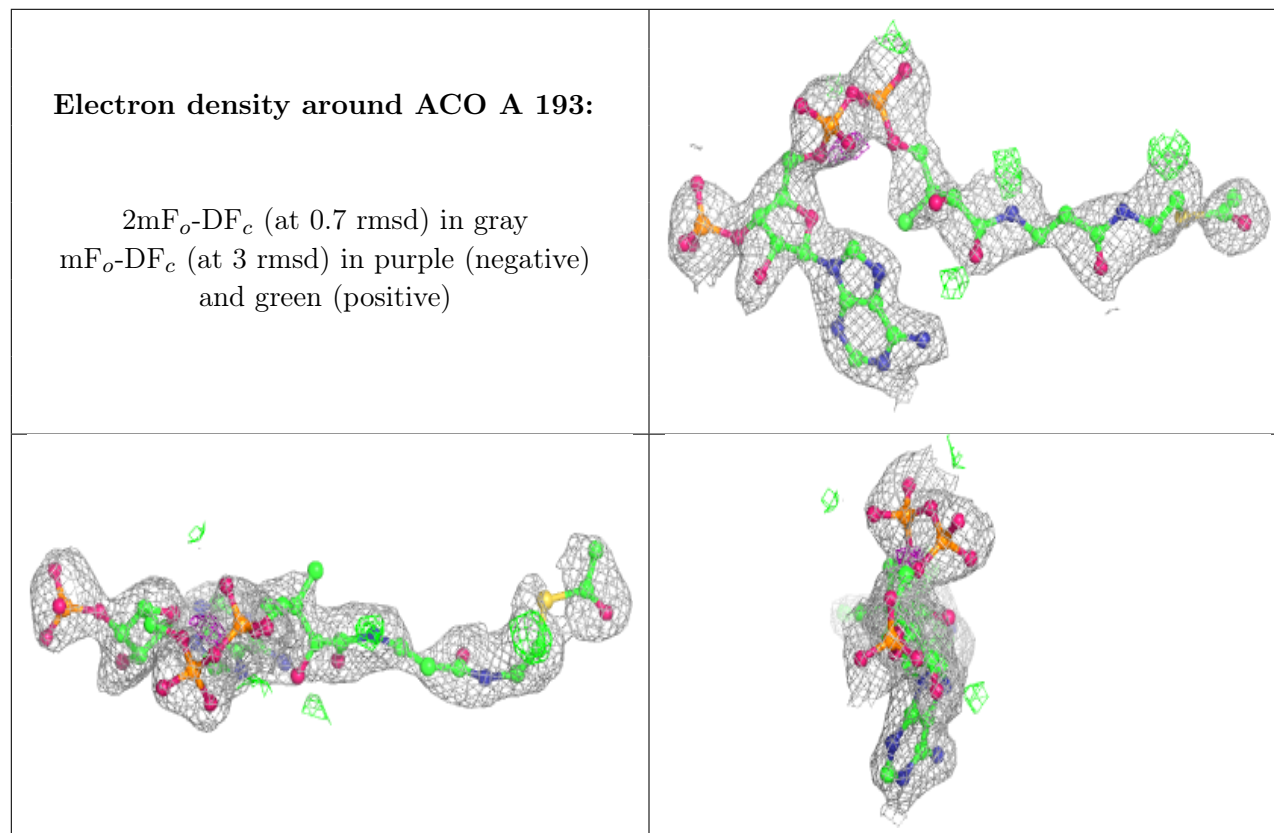 Electron density around ACO A 193:
2mFo-DFc (at 0.7 rmsd) in gray
mFo-DFc (at 3 rmsd) in purple (negative)
and green (positive)